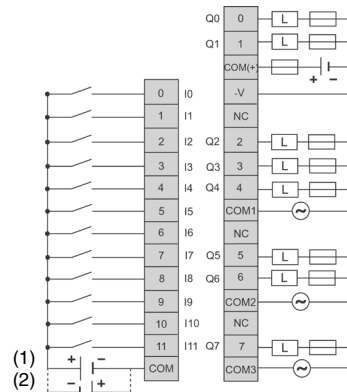 Q0 0 L
Q1 1 L
COM(+) + -
0 I0 -V
1 I1 NC
2 I2 Q2 2 L
3 I3 Q3 3 L
4 I4 Q4 4 L
5 I5 COM1 ~
6 I6 NC
7 I7 Q5 5 L
8 I8 Q6 6 L
9 I9 COM2 ~
10 I10 NC
11 I11 Q7 7 L
(1) + - COM COM3 ~
(2) - +